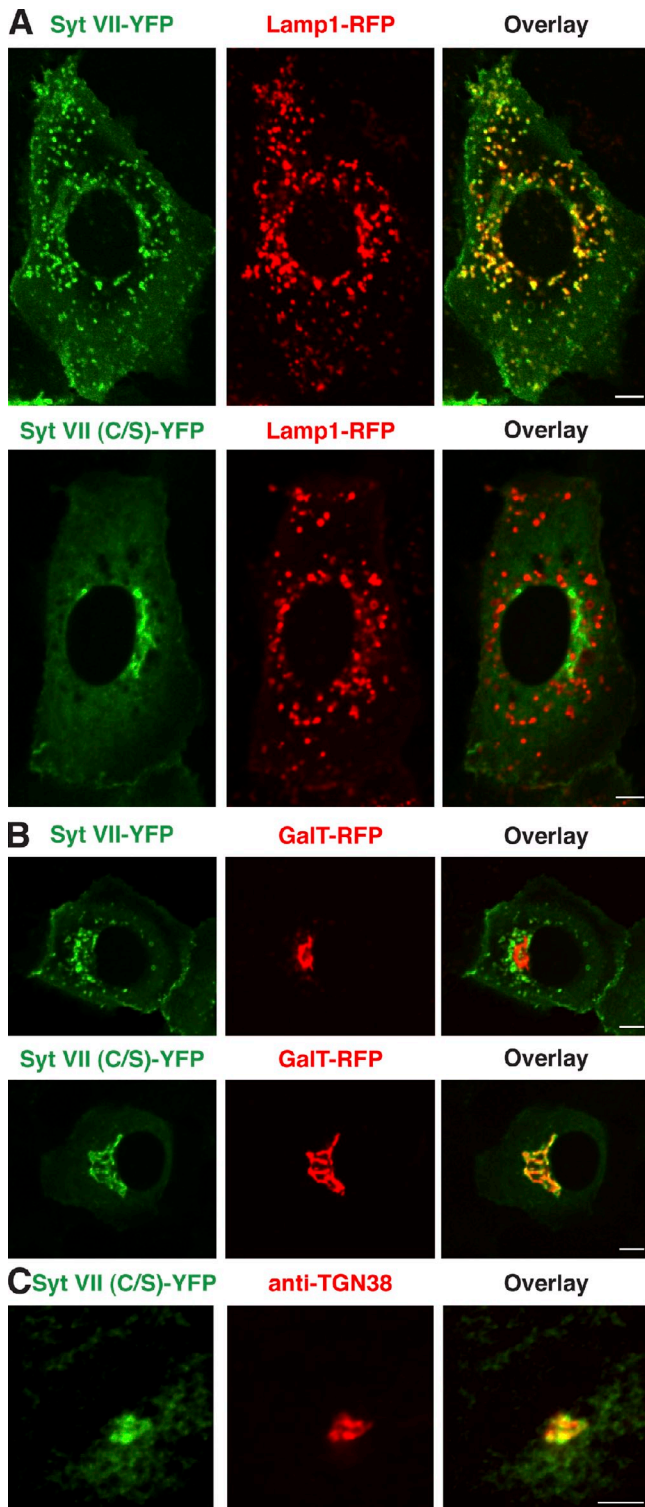 A Syt VII-YFP Lamp1-RFP Overlay
Syt VII (C/S)-YFP Lamp1-RFP Overlay
B Syt VII-YFP GalT-RFP Overlay
Syt VII (C/S)-YFP GalT-RFP Overlay
C Syt VII (C/S)-YFP anti-TGN38 Overlay